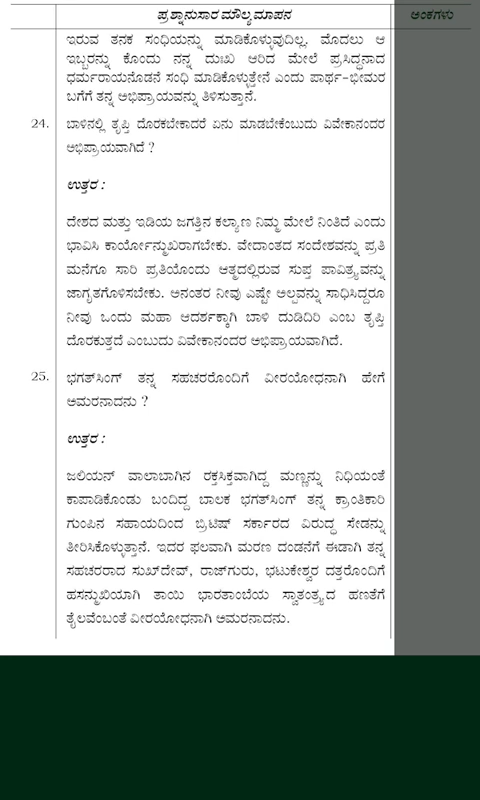 ಪ್ರಶ್ನಾನುಸಾರ ಮೌಲ್ಯಮಾಪನ ಅಂಕಗಳು
ಇರುವ ತನಕ ಸಂಧಿಯನ್ನು ಮಾಡಿಕೊಳ್ಳುವುದಿಲ್ಲ. ಮೊದಲು ಆ
ಇಬ್ಬರನ್ನು ಕೊಂದು ನನ್ನ ದುಃಖ ಆರಿದ ಮೇಲೆ ಪ್ರಸಿದ್ಧನಾದ
ಧರ್ಮರಾಯನೊಡನೆ ಸಂಧಿ ಮಾಡಿಕೊಳ್ಳುತ್ತೇನೆ ಎಂದು ಪಾರ್ಥ-ಭೀಮರ
ಬಗೆಗೆ ತನ್ನ ಅಭಿಪ್ರಾಯವನ್ನು ತಿಳಿಸುತ್ತಾನೆ.
24. ಬಾಳಿನಲ್ಲಿ ತೃಪ್ತಿ ದೊರಕಬೇಕಾದರೆ ಏನು ಮಾಡಬೇಕೆಂಬುದು ವಿವೇಕಾನಂದರ
ಅಭಿಪ್ರಾಯವಾಗಿದೆ ?
ಉತ್ತರ :
ದೇಶದ ಮತ್ತು ಇಡಿಯ ಜಗತ್ತಿನ ಕಲ್ಯಾಣ ನಿಮ್ಮ ಮೇಲೆ ನಿಂತಿದೆ ಎಂದು
ಭಾವಿಸಿ ಕಾರ್ಯೋನ್ಮುಖರಾಗಬೇಕು. ವೇದಾಂತದ ಸಂದೇಶವನ್ನು ಪ್ರತಿ
ಮನೆಗೂ ಸಾರಿ ಪ್ರತಿಯೊಂದು ಆತ್ಮದಲ್ಲಿರುವ ಸುಪ್ತ ಪಾವಿತ್ರ್ಯವನ್ನು
ಜಾಗೃತಗೊಳಿಸಬೇಕು. ಅನಂತರ ನೀವು ಎಷ್ಟೇ ಅಲ್ಪವನ್ನು ಸಾಧಿಸಿದ್ದರೂ
ನೀವು ಒಂದು ಮಹಾ ಆದರ್ಶಕ್ಕಾಗಿ ಬಾಳಿ ದುಡಿದಿರಿ ಎಂಬ ತೃಪ್ತಿ
ದೊರಕುತ್ತದೆ ಎಂಬುದು ವಿವೇಕಾನಂದರ ಅಭಿಪ್ರಾಯವಾಗಿದೆ.
25. ಭಗತ್‌ಸಿಂಗ್ ತನ್ನ ಸಹಚರರೊಂದಿಗೆ ವೀರಯೋಧನಾಗಿ ಹೇಗೆ
ಅಮರನಾದನು ?
ಉತ್ತರ :
ಜಲಿಯನ್ ವಾಲಾಬಾಗಿನ ರಕ್ತಸಿಕ್ತವಾಗಿದ್ದ ಮಣ್ಣನ್ನು ನಿಧಿಯಂತೆ
ಕಾಪಾಡಿಕೊಂಡು ಬಂದಿದ್ದ ಬಾಲಕ ಭಗತ್‌ಸಿಂಗ್ ತನ್ನ ಕ್ರಾಂತಿಕಾರಿ
ಗುಂಪಿನ ಸಹಾಯದಿಂದ ಬ್ರಿಟಿಷ್ ಸರ್ಕಾರದ ವಿರುದ್ಧ ಸೇಡನ್ನು
ತೀರಿಸಿಕೊಳ್ಳುತ್ತಾನೆ. ಇದರ ಫಲವಾಗಿ ಮರಣ ದಂಡನೆಗೆ ಈಡಾಗಿ ತನ್ನ
ಸಹಚರರಾದ ಸುಖ್‌ದೇವ್, ರಾಜ್‌ಗುರು, ಭಟುಕೇಶ್ವರ ದತ್ತರೊಂದಿಗೆ
ಹಸನ್ಮುಖಿಯಾಗಿ ತಾಯಿ ಭಾರತಾಂಬೆಯ ಸ್ವಾತಂತ್ರ್ಯದ ಹಣತೆಗೆ
ತೈಲವೆಂಬಂತೆ ವೀರಯೋಧನಾಗಿ ಅಮರನಾದನು.